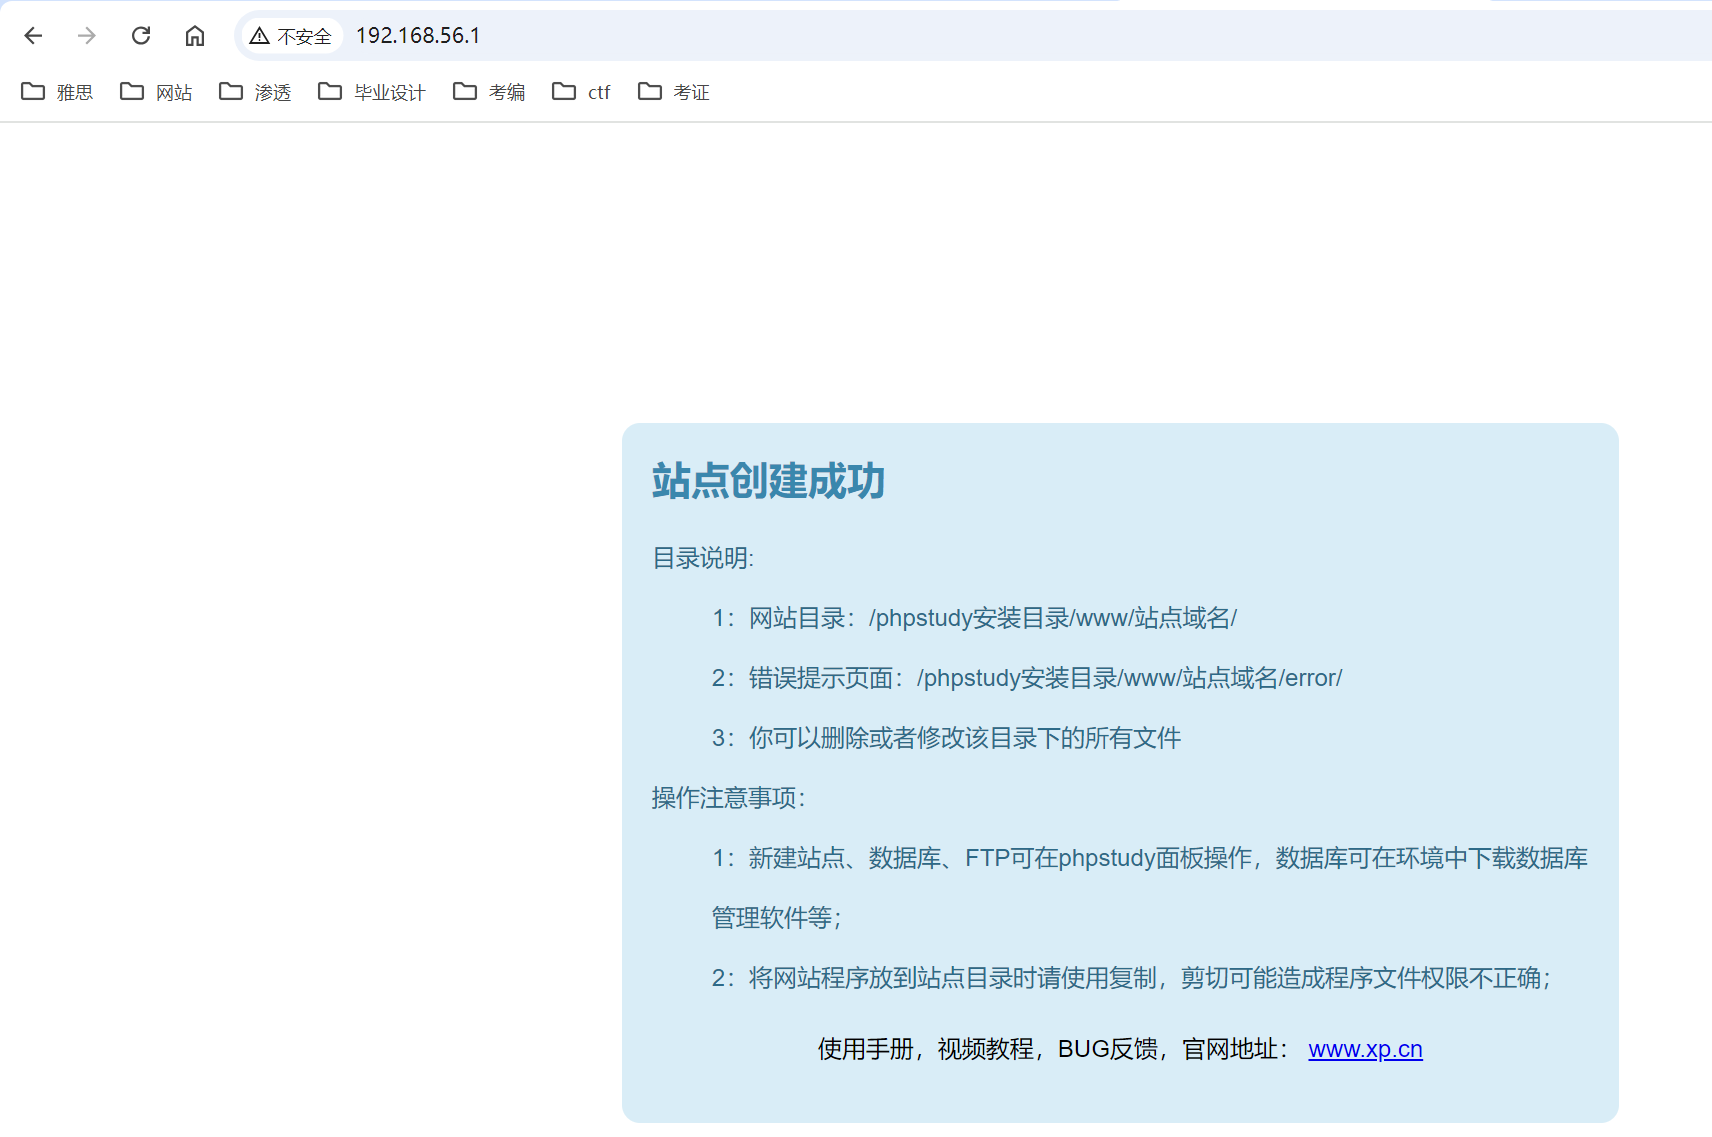 不安全 192.168.56.1
雅思 网站 渗透 毕业设计 考编 ctf 考证
站点创建成功
目录说明:
1：网站目录：/phpstudy安装目录/www/站点域名/
2：错误提示页面：/phpstudy安装目录/www/站点域名/error/
3：你可以删除或者修改该目录下的所有文件
操作注意事项：
1：新建站点、数据库、FTP可在phpstudy面板操作，数据库可在环境中下载数据库
管理软件等；
2：将网站程序放到站点目录时请使用复制，剪切可能造成程序文件权限不正确；
使用手册，视频教程，BUG反馈，官网地址： www.xp.cn